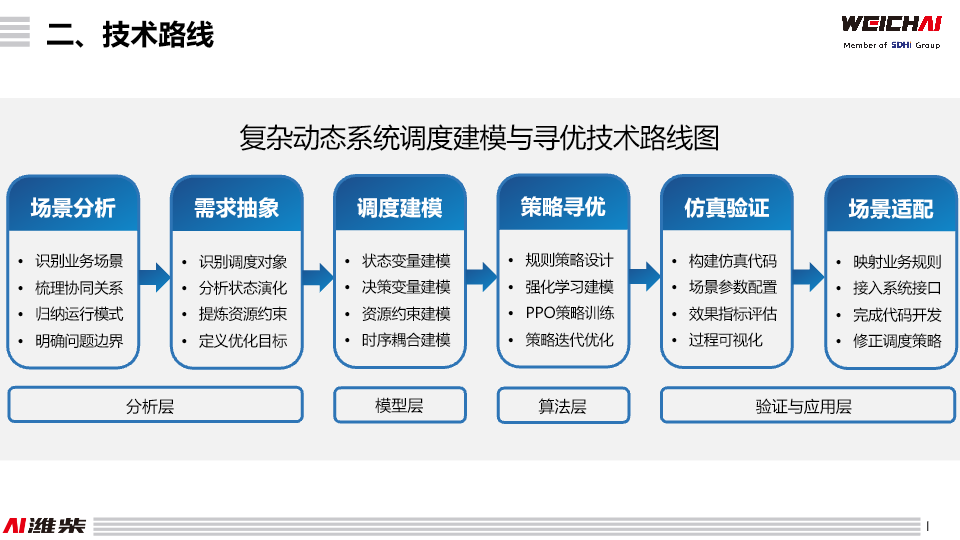 二、技术路线
WEICHAI
Member of SDHI Group
复杂动态系统调度建模与寻优技术路线图
场景分析
• 识别业务场景
• 梳理协同关系
• 归纳运行模式
• 明确问题边界
需求抽象
• 识别调度对象
• 分析状态演化
• 提炼资源约束
• 定义优化目标
调度建模
• 状态变量建模
• 决策变量建模
• 资源约束建模
• 时序耦合建模
策略寻优
• 规则策略设计
• 强化学习建模
• PPO策略训练
• 策略迭代优化
仿真验证
• 构建仿真代码
• 场景参数配置
• 效果指标评估
• 过程可视化
场景适配
• 映射业务规则
• 接入系统接口
• 完成代码开发
• 修正调度策略
分析层
模型层
算法层
验证与应用层
AI潍柴
I